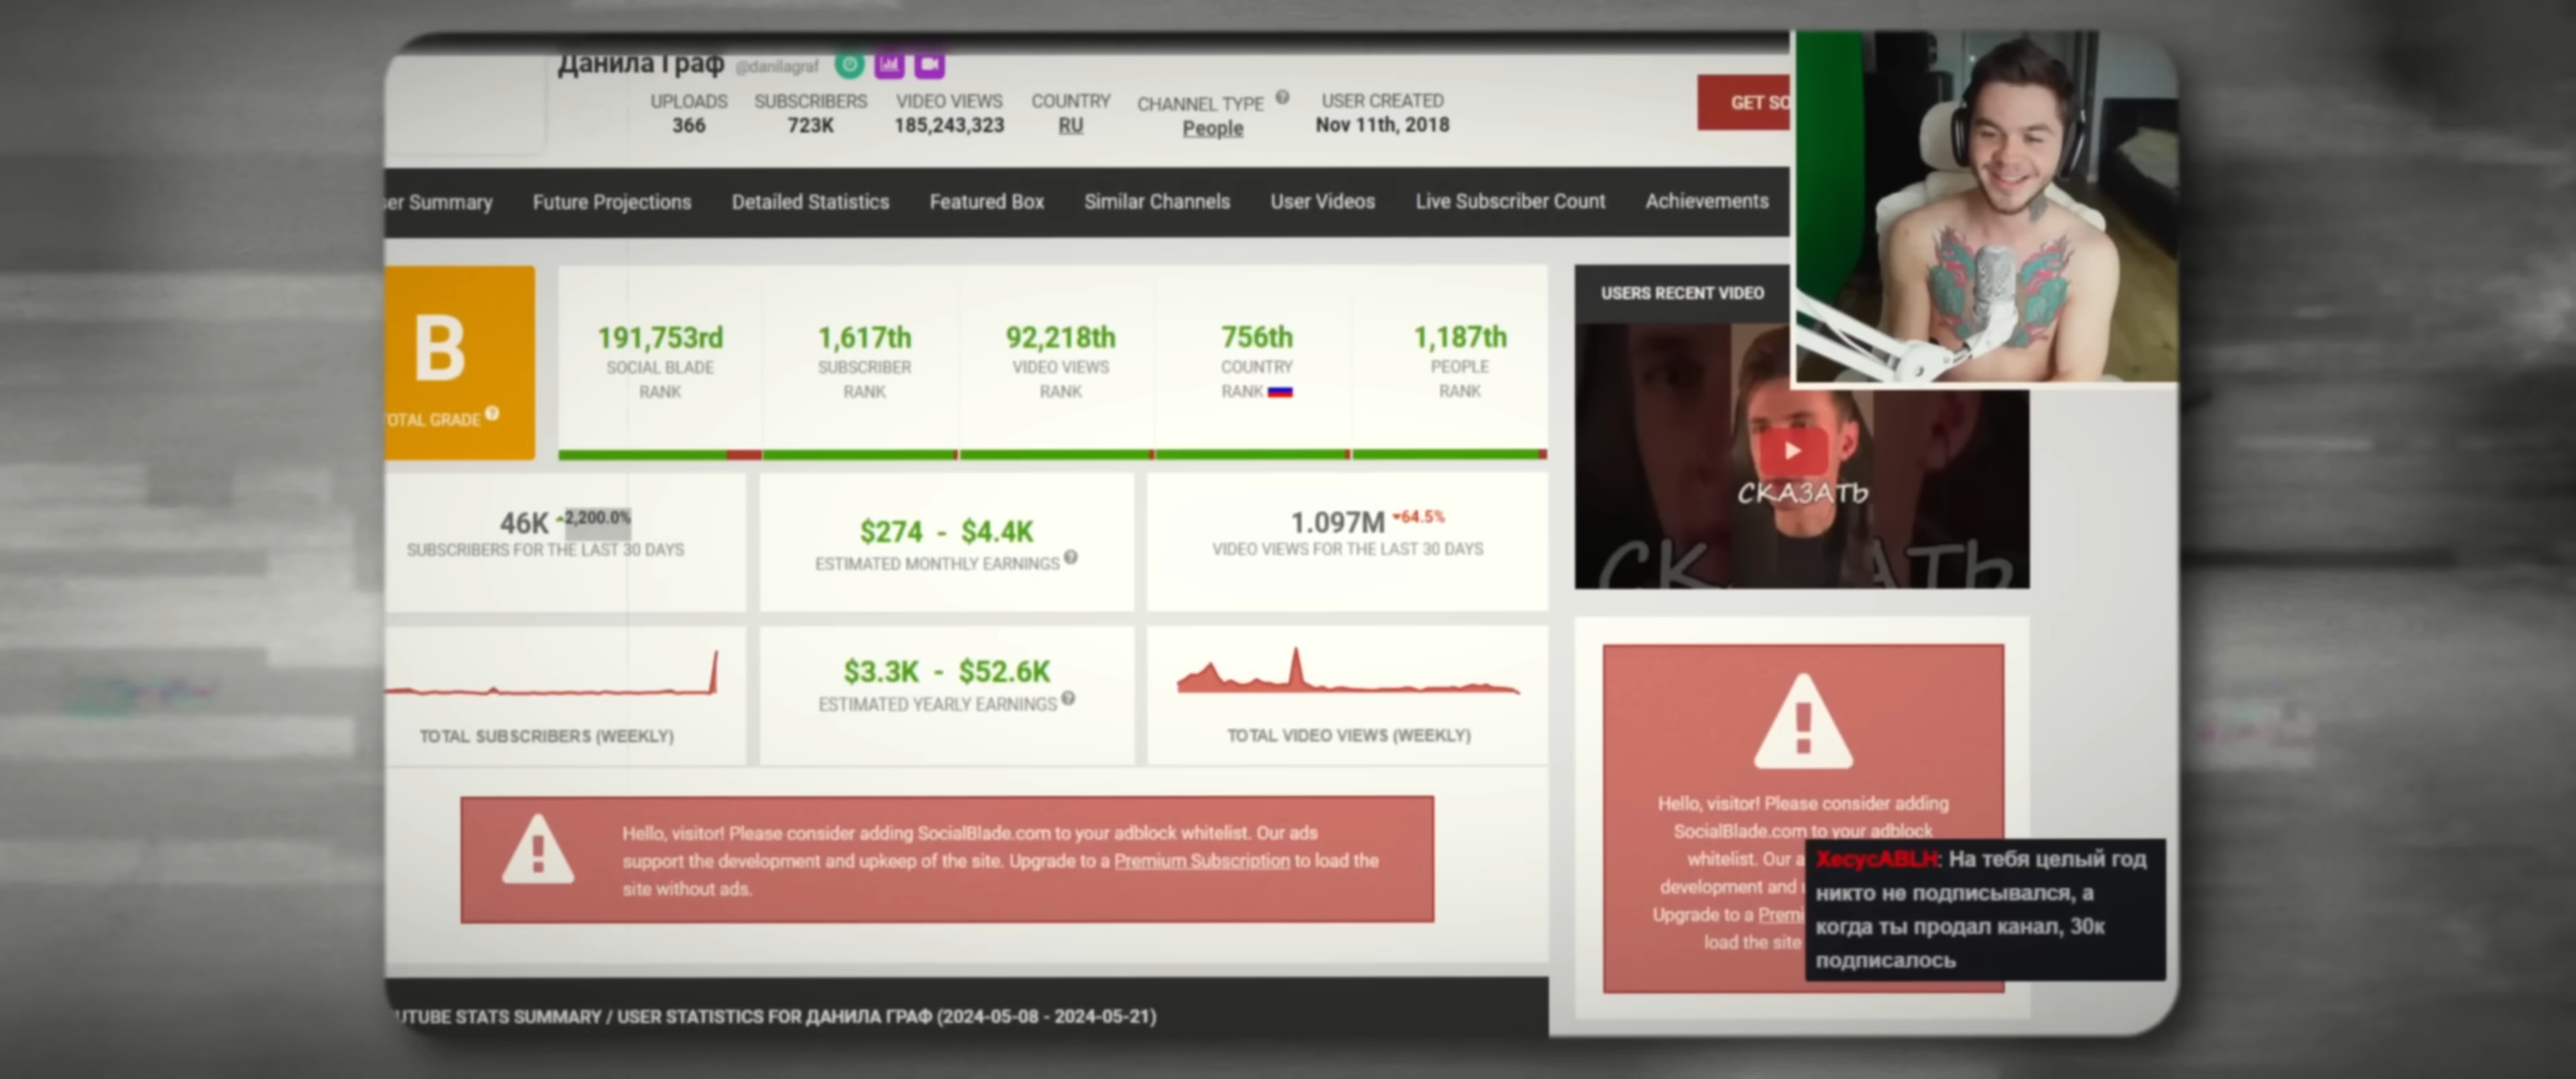 Данила Граф @danilagraf
UPLOADS SUBSCRIBERS VIDEO VIEWS COUNTRY CHANNEL TYPE USER CREATED
366 723K 185,243,323 RU People Nov 11th, 2018
GET SO
ser Summary Future Projections Detailed Statistics Featured Box Similar Channels User Videos Live Subscriber Count Achievements
B
OTAL GRADE
191,753rd 1,617th 92,218th 756th 1,187th
SOCIAL BLADE SUBSCRIBER VIDEO VIEWS COUNTRY PEOPLE
RANK RANK RANK RANK RANK
USERS RECENT VIDEO
СКАЗАТЬ
СК АТЬ
46K 2,200.0%
SUBSCRIBERS FOR THE LAST 30 DAYS
$274 - $4.4K
ESTIMATED MONTHLY EARNINGS
1.097M 64.5%
VIDEO VIEWS FOR THE LAST 30 DAYS
TOTAL SUBSCRIBERS (WEEKLY)
$3.3K - $52.6K
ESTIMATED YEARLY EARNINGS
TOTAL VIDEO VIEWS (WEEKLY)
Hello, visitor! Please consider adding SocialBlade.com to your adblock whitelist. Our ads
support the development and upkeep of the site. Upgrade to a Premium Subscription to load the
site without ads.
Hello, visitor! Please consider adding
SocialBlade.com to your adblock
whitelist. Our a
development and
Upgrade to a Premi
load the site
ХесусABLH: На тебя целый год
никто не подписывался, а
когда ты продал канал, 30к
подписалось
UTUBE STATS SUMMARY / USER STATISTICS FOR ДАНИЛА ГРАФ (2024-05-08 - 2024-05-21)